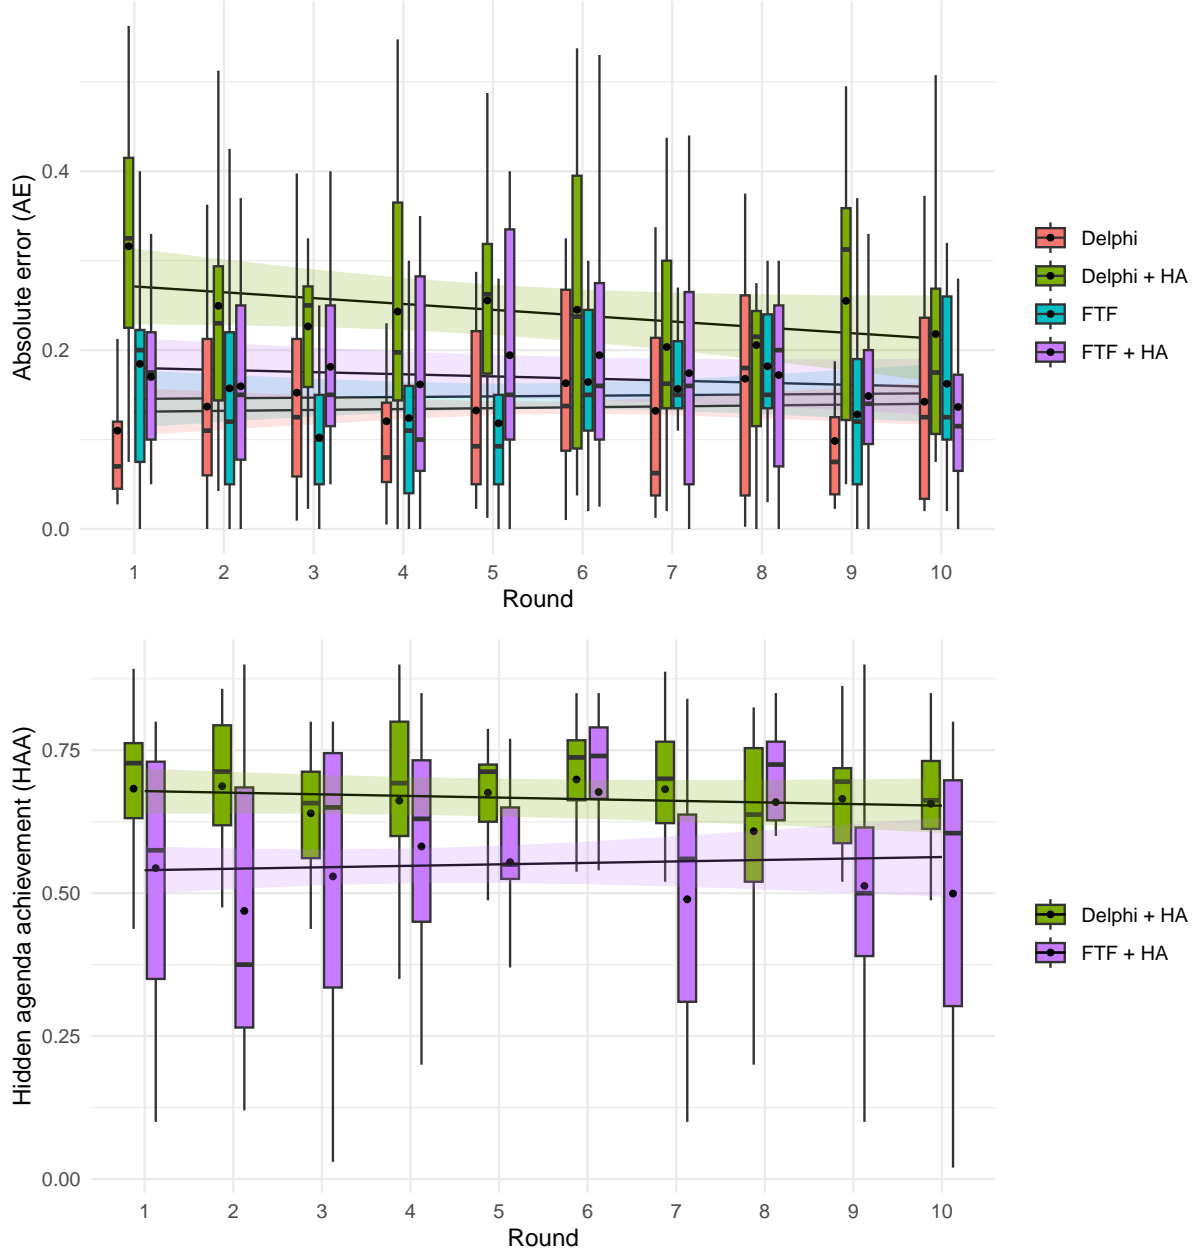 Absolute error (AE)
0.4
0.2
0.0
1 2 3 4 5 6 7 8 9 10
Round
Delphi
Delphi + HA
FTF
FTF + HA
Hidden agenda achievement (HAA)
0.75
0.50
0.25
0.00
1 2 3 4 5 6 7 8 9 10
Round
Delphi + HA
FTF + HA